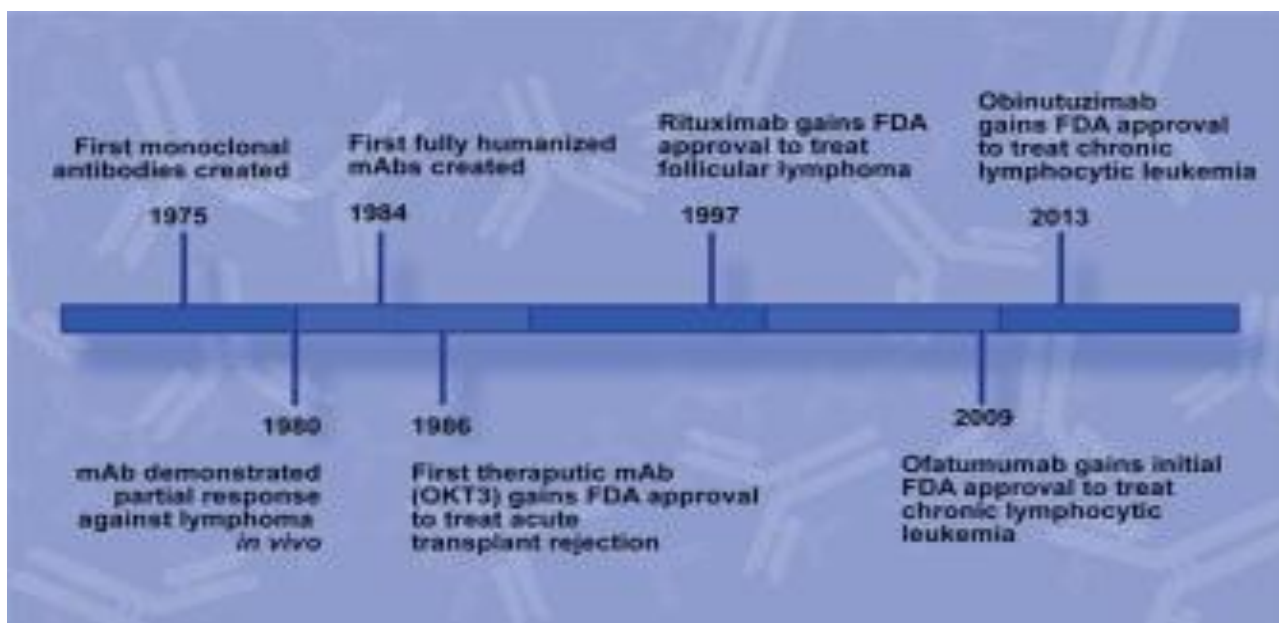 First monoclonal
antibodies created
1975
First fully humanized
mAbs created
1984
Rituximab gains FDA
approval to treat
follicular lymphoma
1997
Obinutuzimab
gains FDA approval
to treat chronic
lymphocytic leukemia
2013
1980
mAb demonstrated
partial response
against lymphoma
in vivo
1986
First theraputic mAb
(OKT3) gains FDA approval
to treat acute
transplant rejection
2009
Ofatumumab gains initial
FDA approval to treat
chronic lymphocytic
leukemia